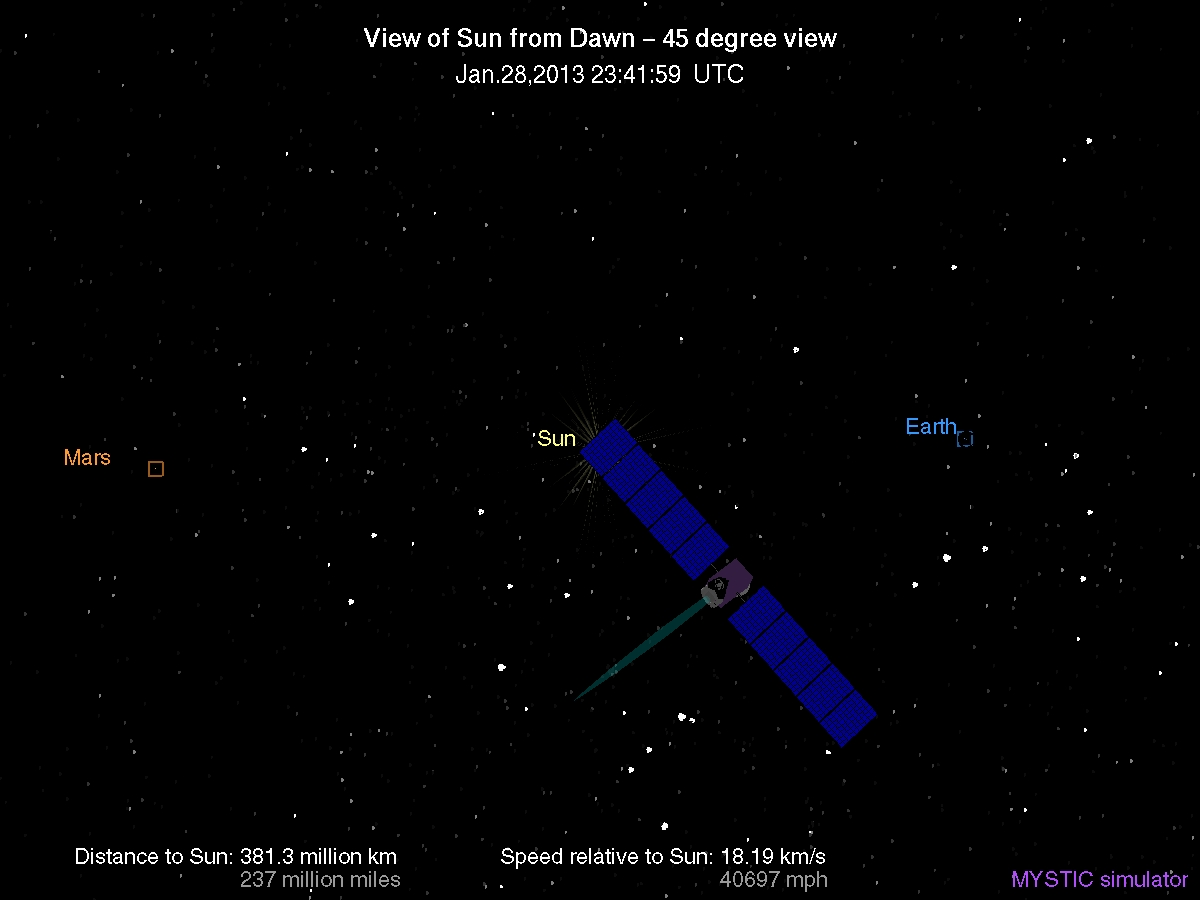 View of Sun from Dawn – 45 degree view
Jan.28,2013 23:41:59 UTC
Sun
Earth
Mars
Distance to Sun: 381.3 million km
237 million miles
Speed relative to Sun: 18.19 km/s
40697 mph
MYSTIC simulator